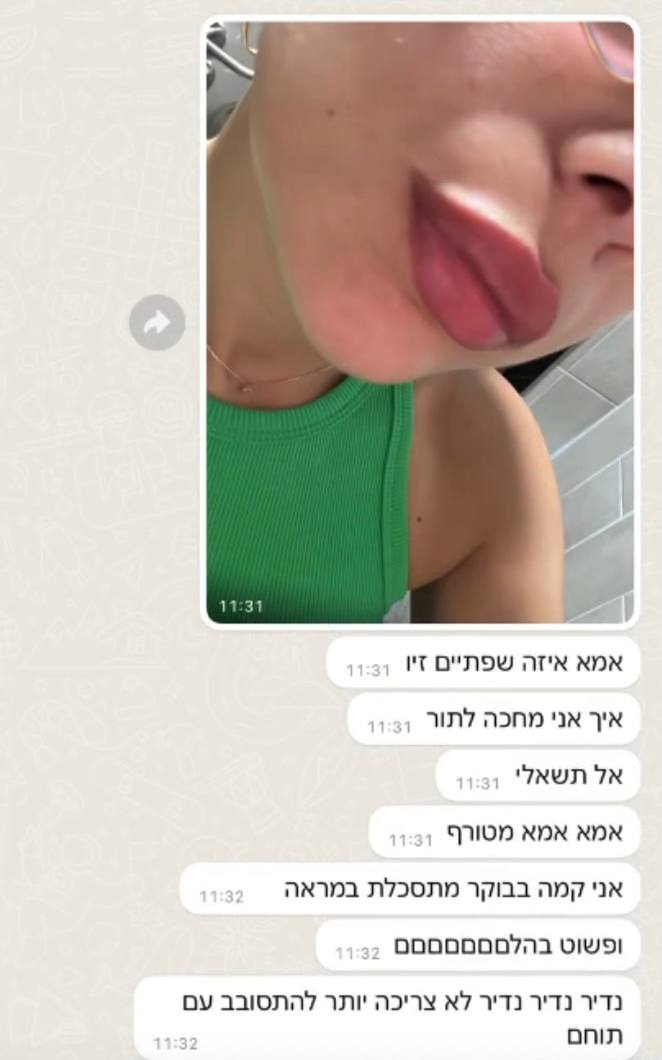 11:31
אמא איזה שפתיים זיו 11:31
איך אני מחכה לתור 11:31
אל תשאלי 11:31
אמא אמא מטורף 11:31
אני קמה בבוקר מתסכלת במראה 11:32
ופשוט בהלםםםםםםם 11:32
נדיר נדיר נדיר לא צריכה יותר להתסובב עם
תוחם 11:32